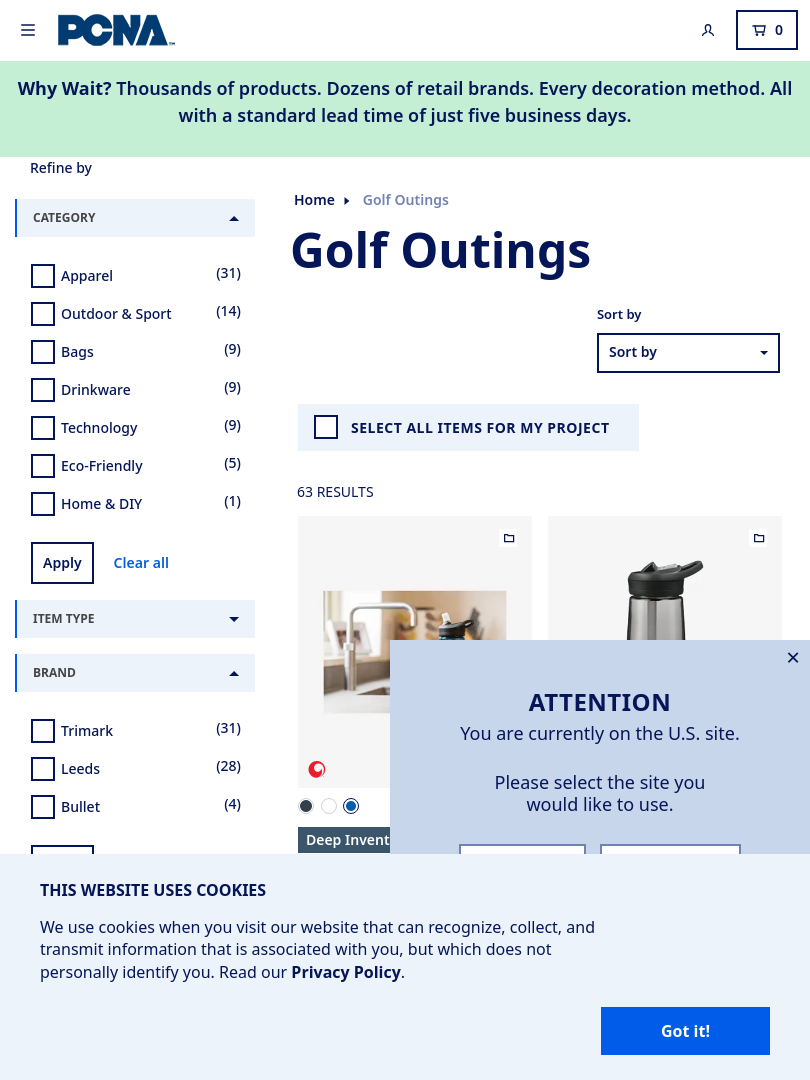 PCNA
0
Why Wait? Thousands of products. Dozens of retail brands. Every decoration method. All
with a standard lead time of just five business days.
Refine by
CATEGORY
Apparel (31)
Outdoor & Sport (14)
Bags (9)
Drinkware (9)
Technology (9)
Eco-Friendly (5)
Home & DIY (1)
Apply Clear all
ITEM TYPE
BRAND
Trimark (31)
Leeds (28)
Bullet (4)
Home Golf Outings
Golf Outings
Sort by
Sort by
SELECT ALL ITEMS FOR MY PROJECT
63 RESULTS
Deep Invent
ATTENTION
You are currently on the U.S. site.
Please select the site you
would like to use.
THIS WEBSITE USES COOKIES
We use cookies when you visit our website that can recognize, collect, and
transmit information that is associated with you, but which does not
personally identify you. Read our Privacy Policy.
Got it!